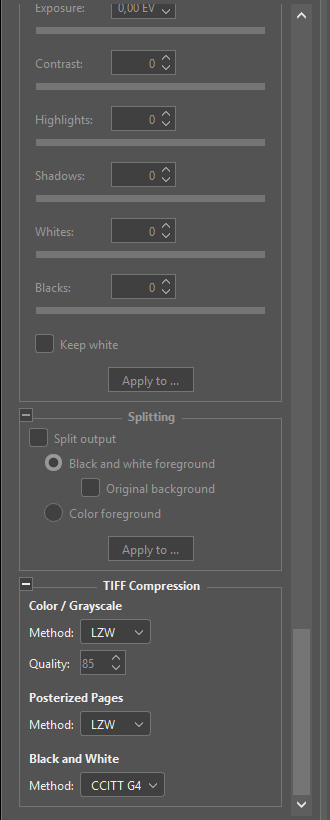 Exposure: 0,00 EV
Contrast: 0
Highlights: 0
Shadows: 0
Whites: 0
Blacks: 0
Keep white
Apply to ...
Splitting
Split output
Black and white foreground
Original background
Color foreground
Apply to ...
TIFF Compression
Color / Grayscale
Method: LZW
Quality: 85
Posterized Pages
Method: LZW
Black and White
Method: CCITT G4